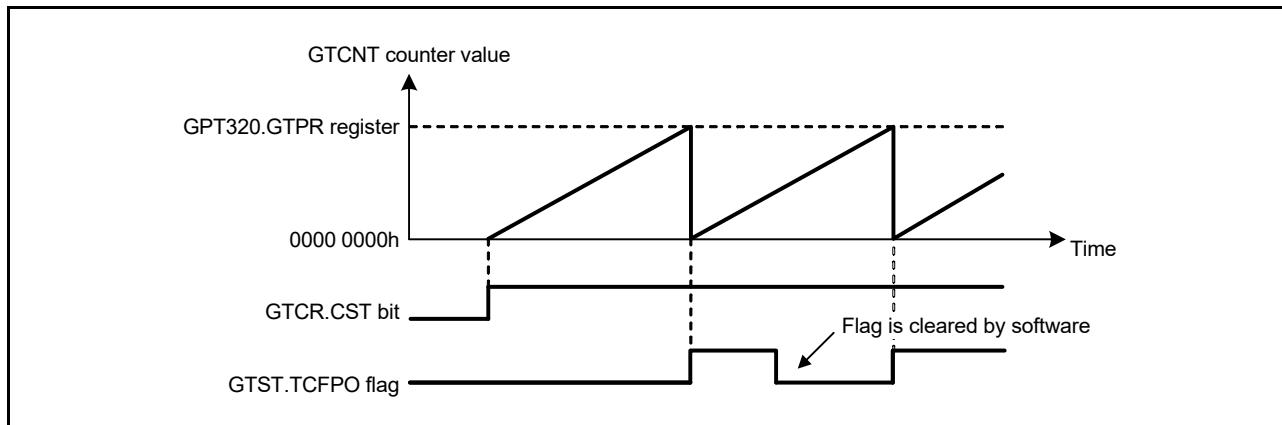 GTCNT counter value
GPT320.GTPR register
0000 0000h
Time
GTCR.CST bit
Flag is cleared by software
GTST.TCFPO flag